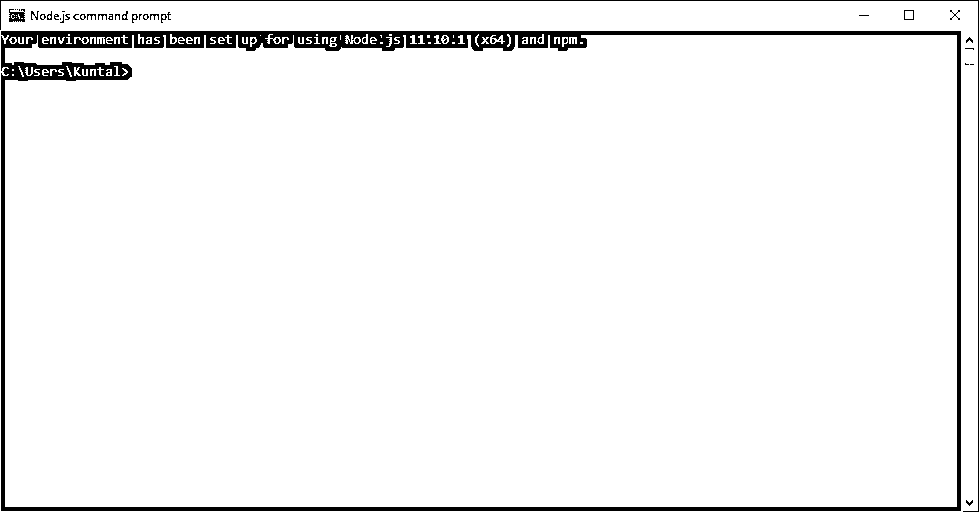 Node.js command prompt
Your environment has been set up for using Node.js 11.10.1 (x64) and npm.
C:\Users\Kuntal>